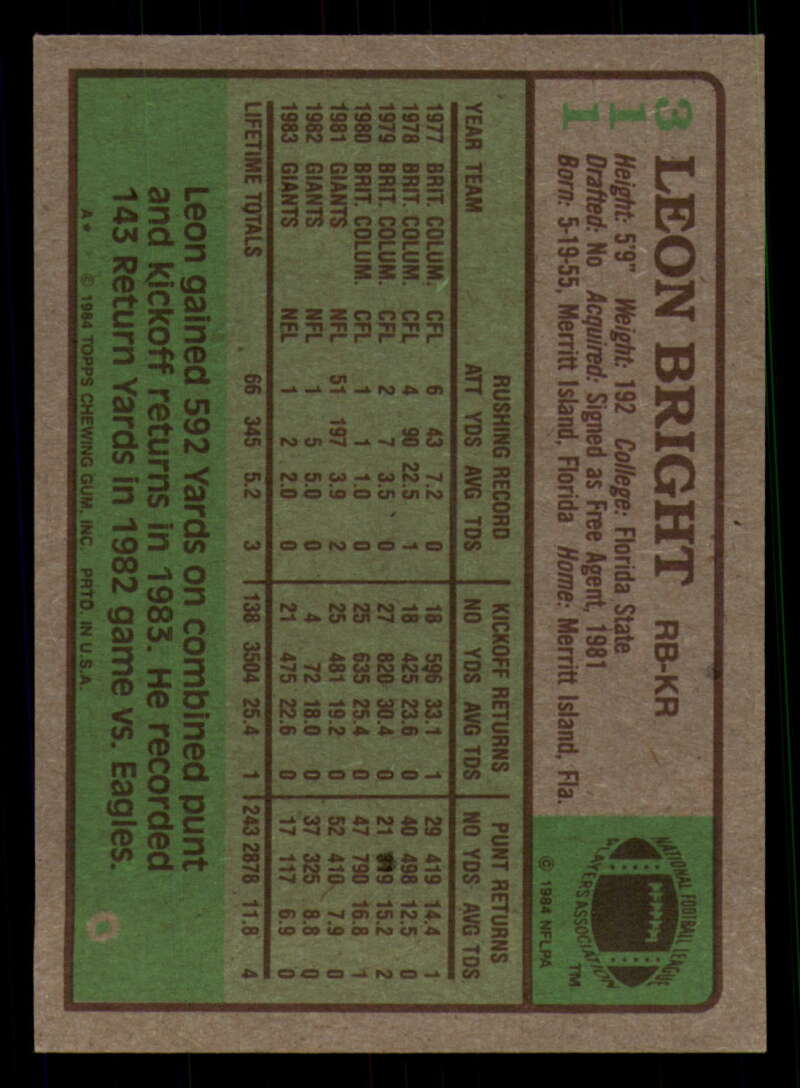 3
1
1
LEON BRIGHT RB-KR
Height: 5'9" Weight: 192 College: Florida State
Drafted: No Acquired: Signed as Free Agent, 1981
Born: 5-19-55, Merritt Island, Florida Home: Merritt Island, Fla.
NATIONAL FOOTBALL LEAGUE
PLAYERS ASSOCIATION
TM
© 1984 NFLPA
RUSHING RECORD KICKOFF RETURNS PUNT RETURNS
YEAR TEAM ATT YDS AVG TDS NO YDS AVG TDS NO YDS AVG TDS
1977 BRIT. COLUM. CFL 6 43 7.2 0 18 596 33.1 1 29 419 14.4 1
1978 BRIT. COLUM. CFL 4 90 22.5 1 18 425 23.6 0 40 498 12.5 0
1979 BRIT. COLUM. CFL 2 7 3.5 0 27 820 30.4 0 21 319 15.2 2
1980 BRIT. COLUM. CFL 1 1 1.0 0 25 635 25.4 0 47 790 16.8 1
1981 GIANTS NFL 51 197 3.9 2 25 481 19.2 0 52 410 7.9 0
1982 GIANTS NFL 1 5 5.0 0 4 72 18.0 0 37 325 8.8 0
1983 GIANTS NFL 1 2 2.0 0 21 475 22.6 0 17 117 6.9 0
LIFETIME TOTALS 66 345 5.2 3 138 3504 25.4 1 243 2878 11.8 4
Leon gained 592 Yards on combined punt
and kickoff returns in 1983. He recorded
143 Return Yards in 1982 game vs. Eagles.
A* © 1984 TOPPS CHEWING GUM, INC. PRTD. IN U.S.A.